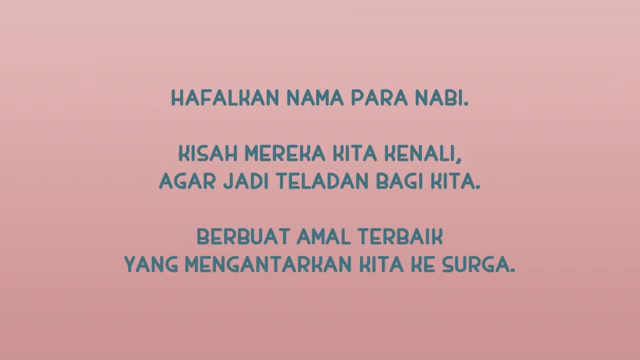 HAFALKAN NAMA PARA NABI.
KISAH MEREKA KITA KENALI,
AGAR JADI TELADAN BAGI KITA.
BERBUAT AMAL TERBAIK
YANG MENGANTARKAN KITA KE SURGA.